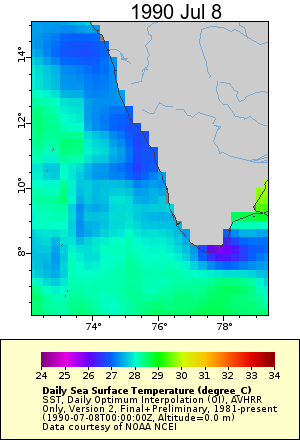 1990 Jul 8
14°
12°
10°
8°
74° 76° 78°
24 25 26 27 28 29 30 31 32 33 34
Daily Sea Surface Temperature (degree_C)
SST, Daily Optimum Interpolation (OI), AVHRR
Only, Version 2, Final+Preliminary, 1981-present
(1990-07-08T00:00:00Z, Altitude=0.0 m)
Data courtesy of NOAA NCEI